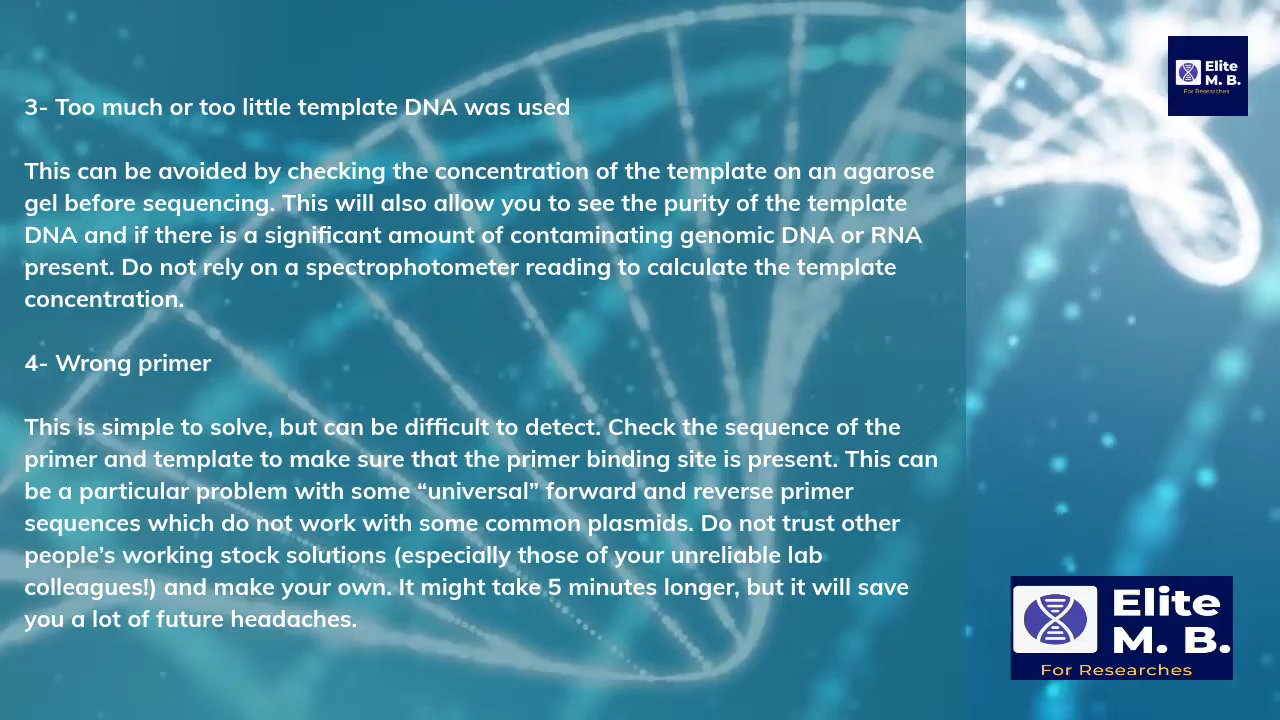 3- Too much or too little template DNA was used
This can be avoided by checking the concentration of the template on an agarose
gel before sequencing. This will also allow you to see the purity of the template
DNA and if there is a significant amount of contaminating genomic DNA or RNA
present. Do not rely on a spectrophotometer reading to calculate the template
concentration.
4- Wrong primer
This is simple to solve, but can be difficult to detect. Check the sequence of the
primer and template to make sure that the primer binding site is present. This can
be a particular problem with some “universal” forward and reverse primer
sequences which do not work with some common plasmids. Do not trust other
people’s working stock solutions (especially those of your unreliable lab
colleagues!) and make your own. It might take 5 minutes longer, but it will save
you a lot of future headaches.
Elite
M. B.
For Researches
Elite
M. B.
For Researches